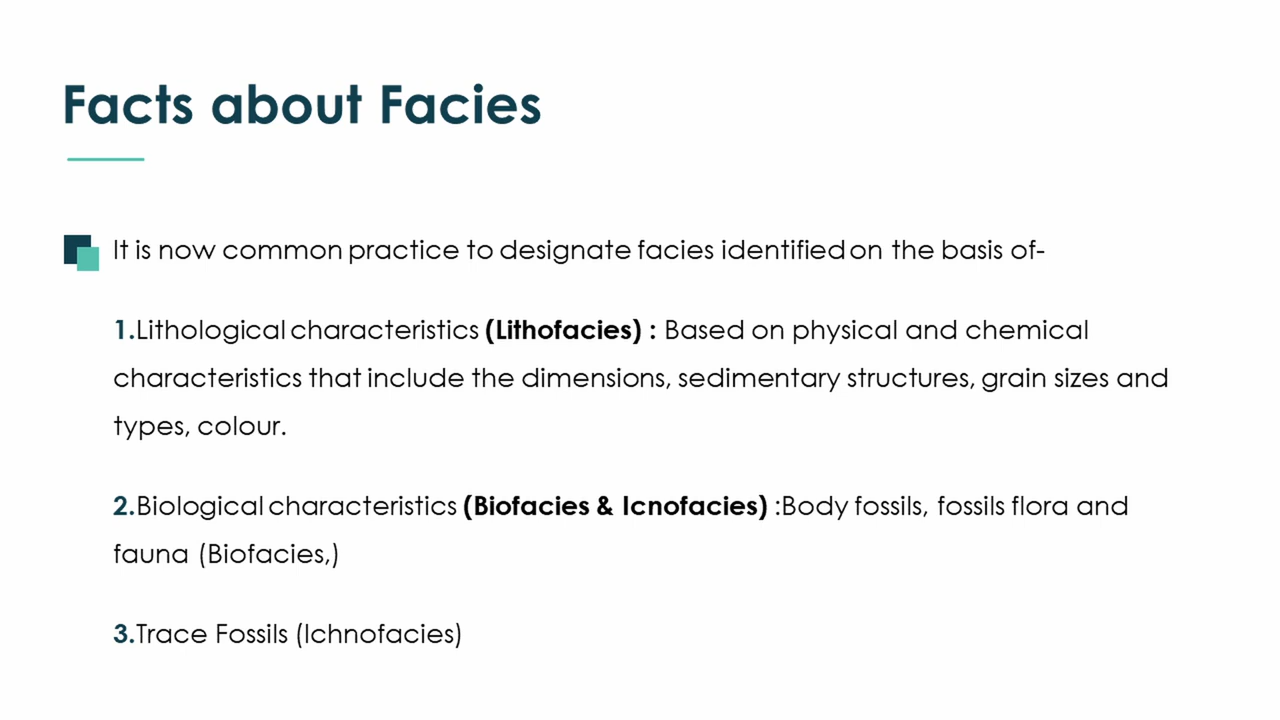 Facts about Facies
It is now common practice to designate facies identified on the basis of-
1.Lithological characteristics (Lithofacies) : Based on physical and chemical
characteristics that include the dimensions, sedimentary structures, grain sizes and
types, colour.
2.Biological characteristics (Biofacies & Icnofacies) :Body fossils, fossils flora and
fauna (Biofacies,)
3.Trace Fossils (Ichnofacies)